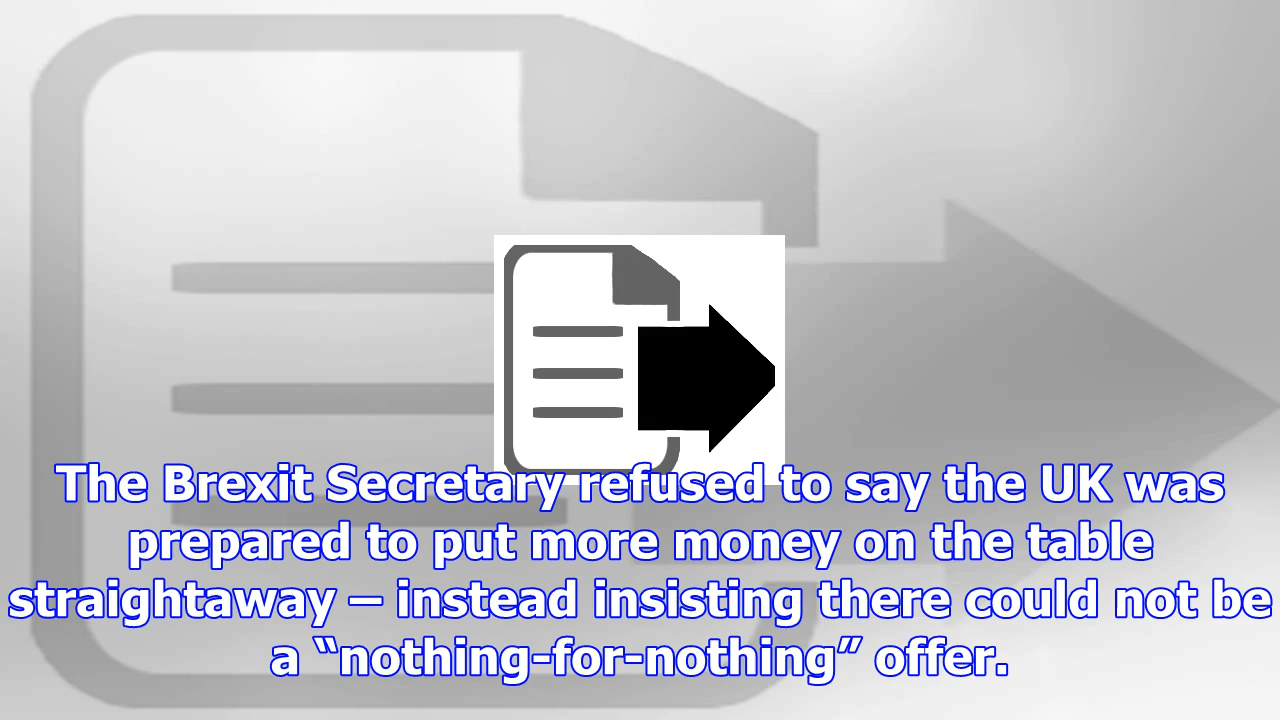 The Brexit Secretary refused to say the UK was
prepared to put more money on the table
straightaway – instead insisting there could not be
a “nothing-for-nothing” offer.